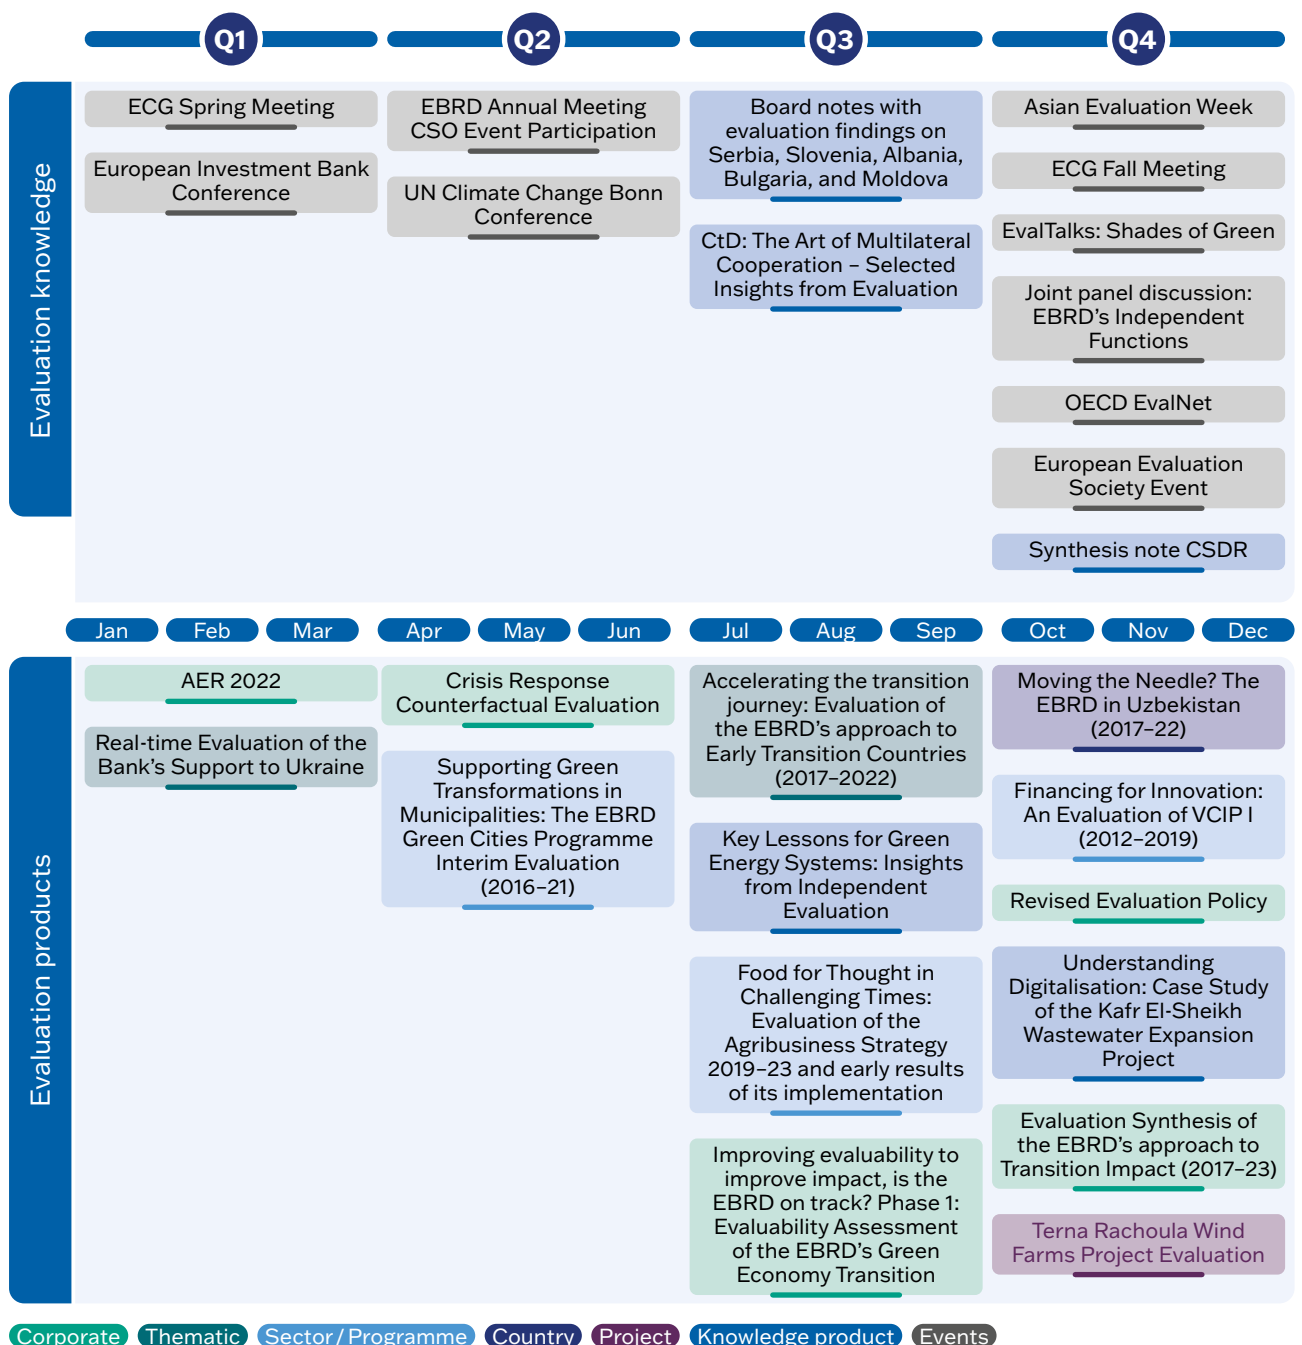 Q1
Q2
Q3
Q4
Evaluation knowledge
ECG Spring Meeting
European Investment Bank
Conference
EBRD Annual Meeting
CSO Event Participation
UN Climate Change Bonn
Conference
Board notes with
evaluation findings on
Serbia, Slovenia, Albania,
Bulgaria, and Moldova
CtD: The Art of Multilateral
Cooperation – Selected
Insights from Evaluation
Asian Evaluation Week
ECG Fall Meeting
EvalTalks: Shades of Green
Joint panel discussion:
EBRD’s Independent
Functions
OECD EvalNet
European Evaluation
Society Event
Synthesis note CSDR
Jan
Feb
Mar
Apr
May
Jun
Jul
Aug
Sep
Oct
Nov
Dec
Evaluation products
AER 2022
Real-time Evaluation of the
Bank’s Support to Ukraine
Crisis Response
Counterfactual Evaluation
Supporting Green
Transformations in
Municipalities: The EBRD
Green Cities Programme
Interim Evaluation
(2016–21)
Accelerating the transition
journey: Evaluation of
the EBRD’s approach to
Early Transition Countries
(2017–2022)
Key Lessons for Green
Energy Systems: Insights
from Independent
Evaluation
Food for Thought in
Challenging Times:
Evaluation of the
Agribusiness Strategy
2019–23 and early results
of its implementation
Improving evaluability to
improve impact, is the
EBRD on track? Phase 1:
Evaluability Assessment
of the EBRD’s Green
Economy Transition
Moving the Needle? The
EBRD in Uzbekistan
(2017–22)
Financing for Innovation:
An Evaluation of VCIP I
(2012–2019)
Revised Evaluation Policy
Understanding
Digitalisation: Case Study
of the Kafr El-Sheikh
Wastewater Expansion
Project
Evaluation Synthesis of
the EBRD’s approach to
Transition Impact (2017–23)
Terna Rachoula Wind
Farms Project Evaluation
Corporate
Thematic
Sector / Programme
Country
Project
Knowledge product
Events